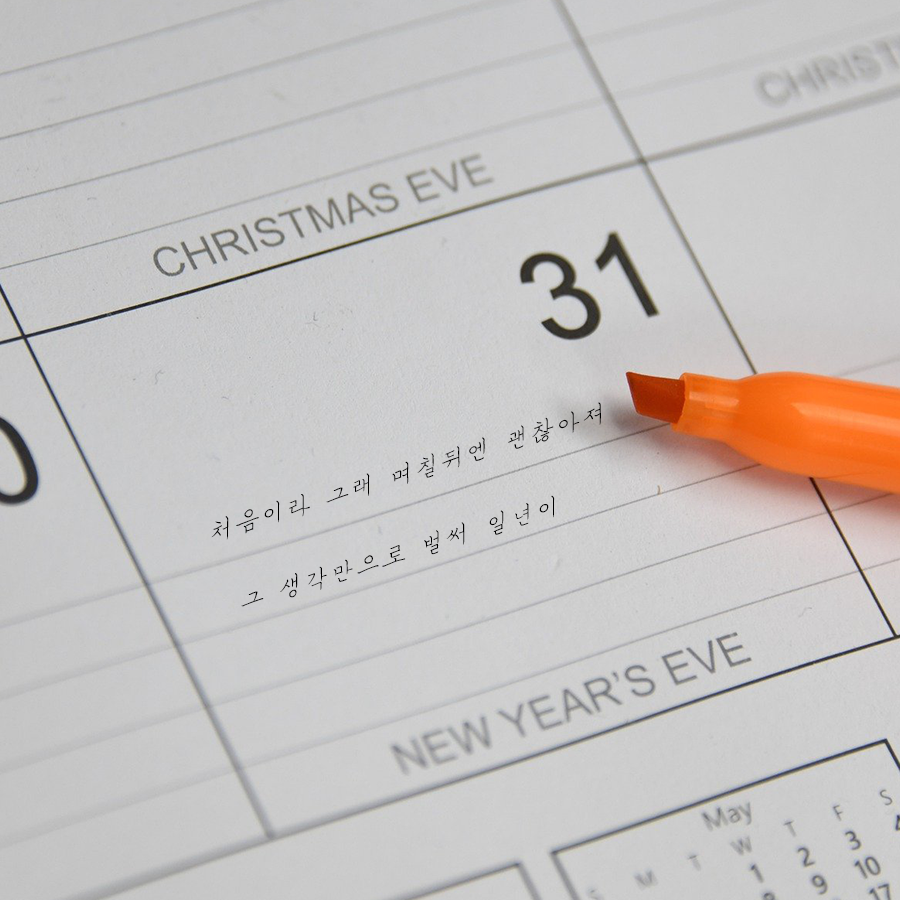 CHRIST
CHRISTMAS EVE
31
0
처음이라 그래 며칠뒤엔 괜찮아져
그 생각만으로 벌써 일년이
NEW YEAR'S EVE
May
S M T W T F S
1 2 3 4
8 9 10
17